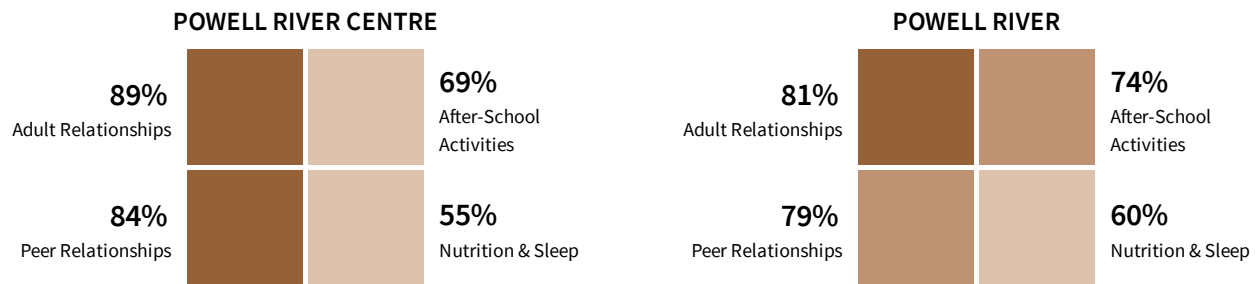 POWELL RIVER CENTRE
89%
Adult Relationships
69%
After-School
Activities
84%
Peer Relationships
55%
Nutrition & Sleep
POWELL RIVER
81%
Adult Relationships
74%
After-School
Activities
79%
Peer Relationships
60%
Nutrition & Sleep